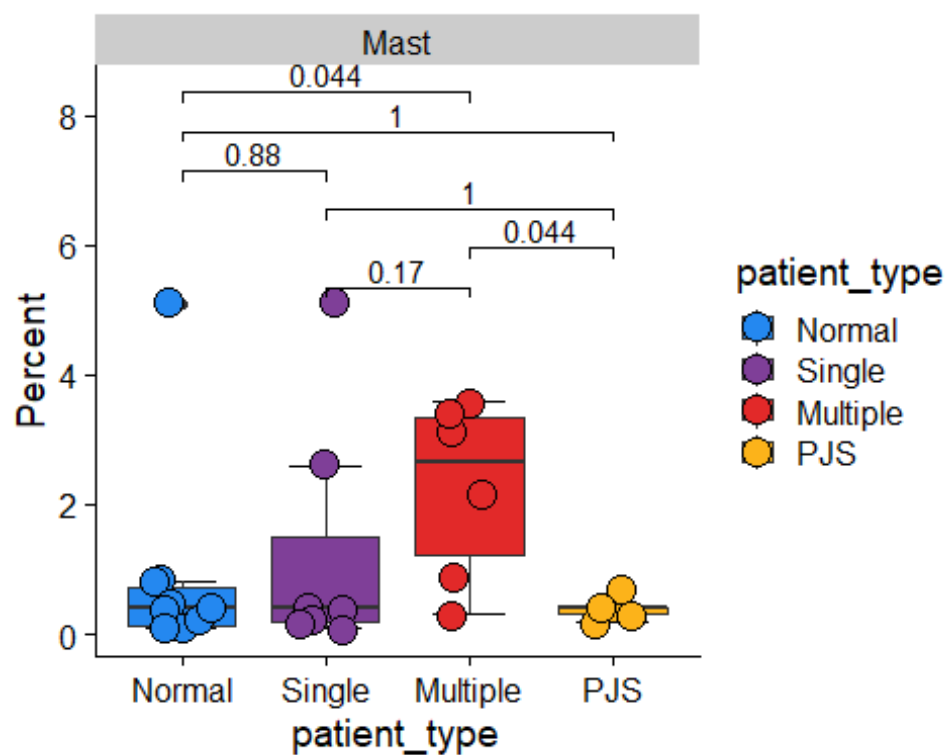 Mast
0.044
1
0.88
1
0.044
0.17
8
6
4
2
0
Percent
Normal Single Multiple PJS
patient_type
patient_type
Normal
Single
Multiple
PJS